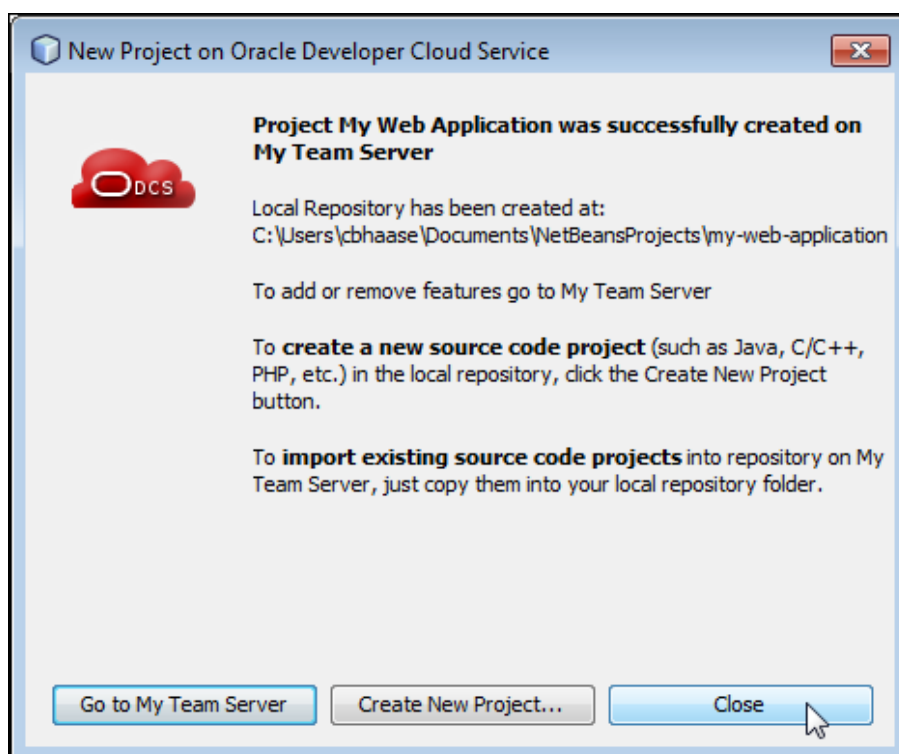 New Project on Oracle Developer Cloud Service
Project My Web Application was successfully created on
My Team Server
ODCS
Local Repository has been created at:
C:\Users\cbhaase\Documents\NetBeansProjects\my-web-application
To add or remove features go to My Team Server
To create a new source code project (such as Java, C/C++,
PHP, etc.) in the local repository, click the Create New Project
button.
To import existing source code projects into repository on My
Team Server, just copy them into your local repository folder.
Go to My Team Server
Create New Project...
Close